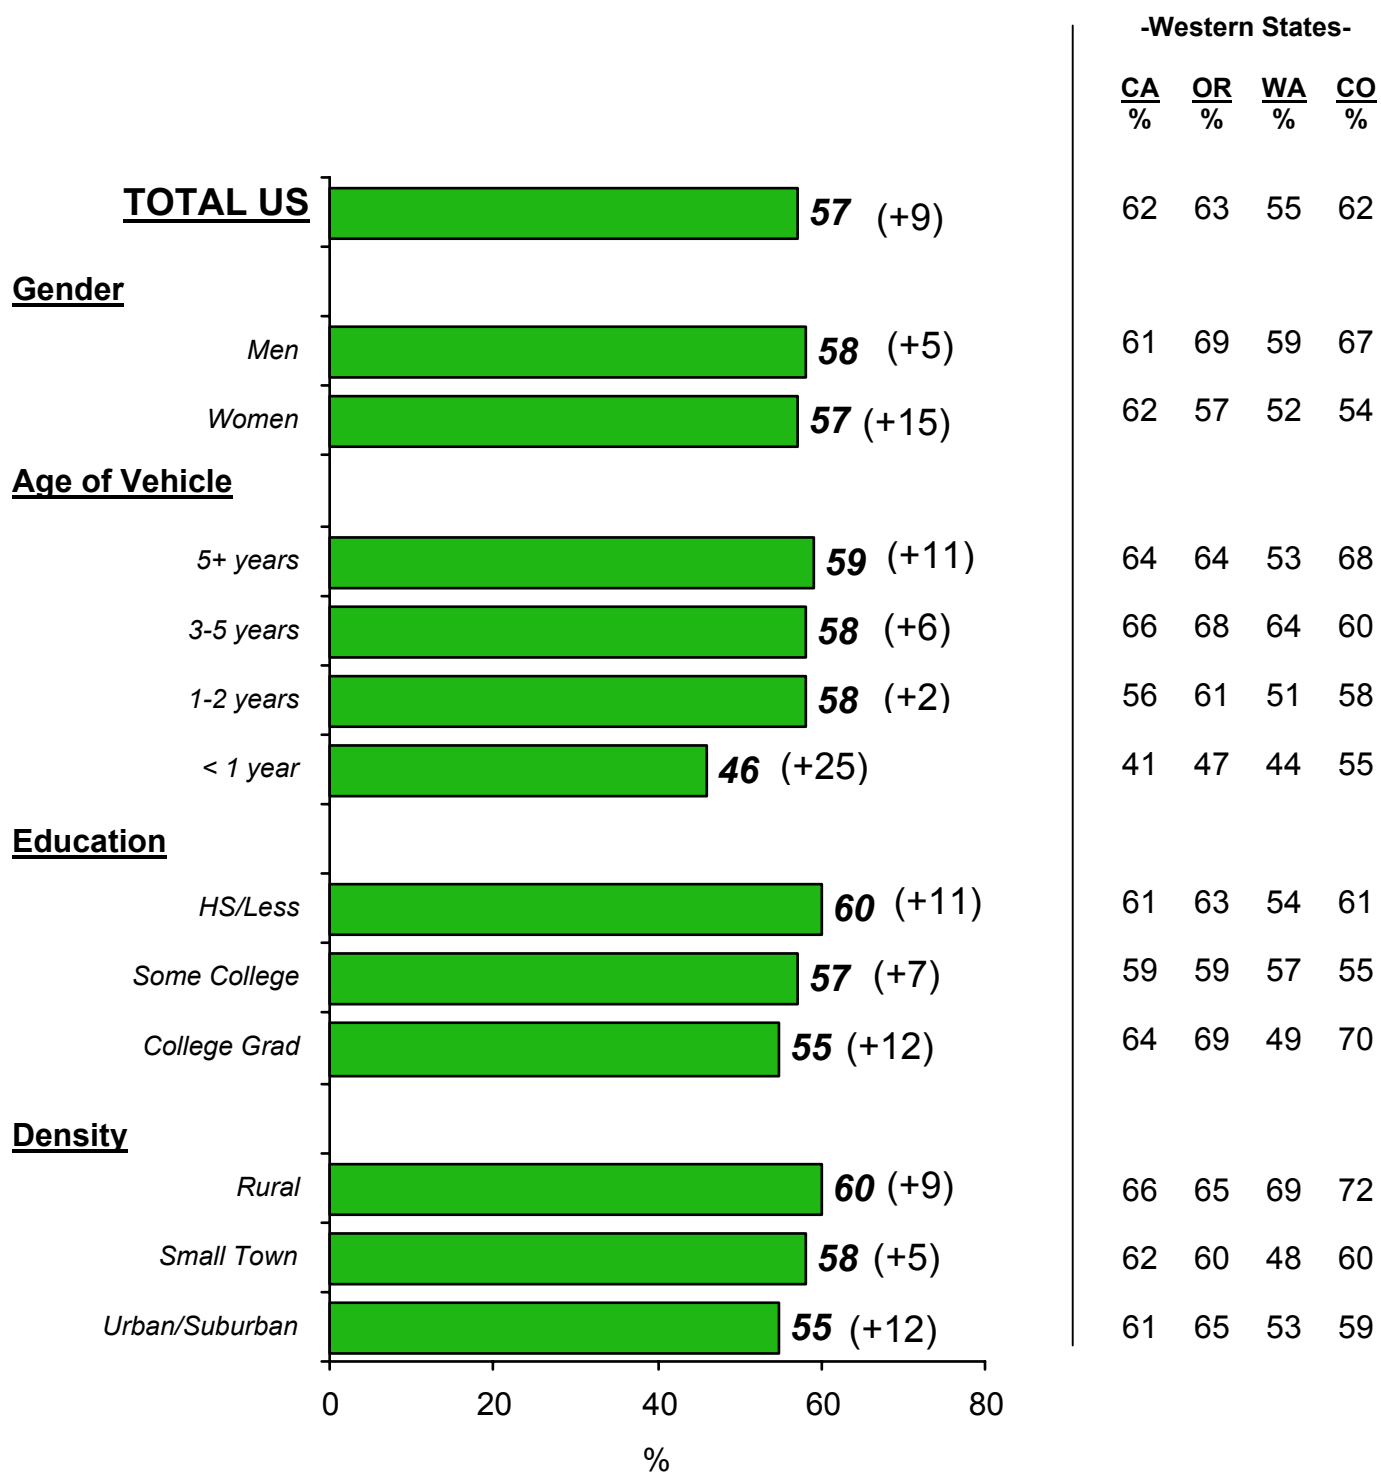 -Western States-
CA OR WA CO
% % % %
TOTAL US 57 (+9) 62 63 55 62
Gender
Men 58 (+5) 61 69 59 67
Women 57 (+15) 62 57 52 54
Age of Vehicle
5+ years 59 (+11) 64 64 53 68
3-5 years 58 (+6) 66 68 64 60
1-2 years 58 (+2) 56 61 51 58
< 1 year 46 (+25) 41 47 44 55
Education
HS/Less 60 (+11) 61 63 54 61
Some College 57 (+7) 59 59 57 55
College Grad 55 (+12) 64 69 49 70
Density
Rural 60 (+9) 66 65 69 72
Small Town 58 (+5) 62 60 48 60
Urban/Suburban 55 (+12) 61 65 53 59
0 20 40 60 80
%